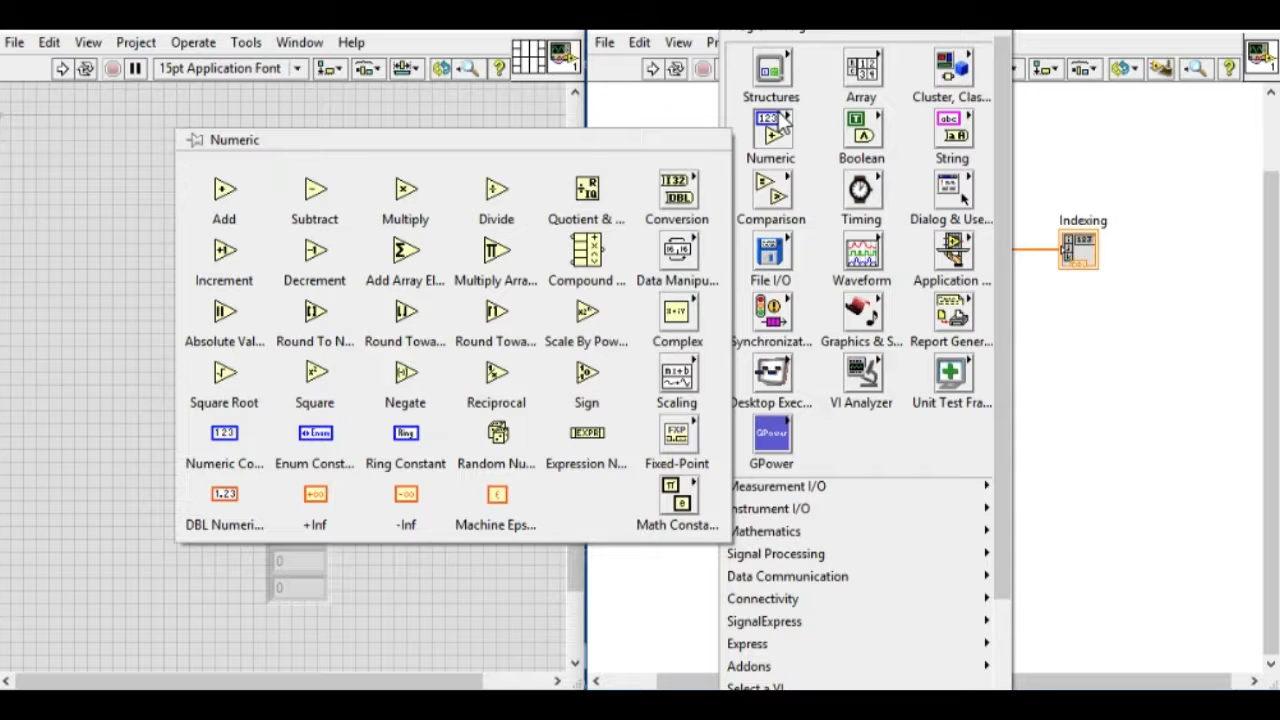 File Edit View Project Operate Tools Window Help
15pt Application Font
Numeric
Add Subtract Multiply Divide Quotient & ... Conversion
Increment Decrement Add Array El... Multiply Arra... Compound ... Data Manipu...
Absolute Val... Round To N... Round Towa... Round Towa... Scale By Pow... Complex
Square Root Square Negate Reciprocal Sign Scaling
Numeric Co... Enum Const... Ring Constant Random Nu... Expression N... Fixed-Point
DBL Numeri... +Inf -Inf Machine Eps... Math Consta...
0
0
File Edit View
Structures Array Cluster, Clas...
Numeric Boolean String
Comparison Timing Dialog & Use...
File I/O Waveform Application ...
Synchronizat... Graphics & S... Report Gener...
Desktop Exec... VI Analyzer Unit Test Fra...
GPower
GPower
Measurement I/O
Instrument I/O
Mathematics
Signal Processing
Data Communication
Connectivity
SignalExpress
Express
Addons
Select a VI...
Indexing